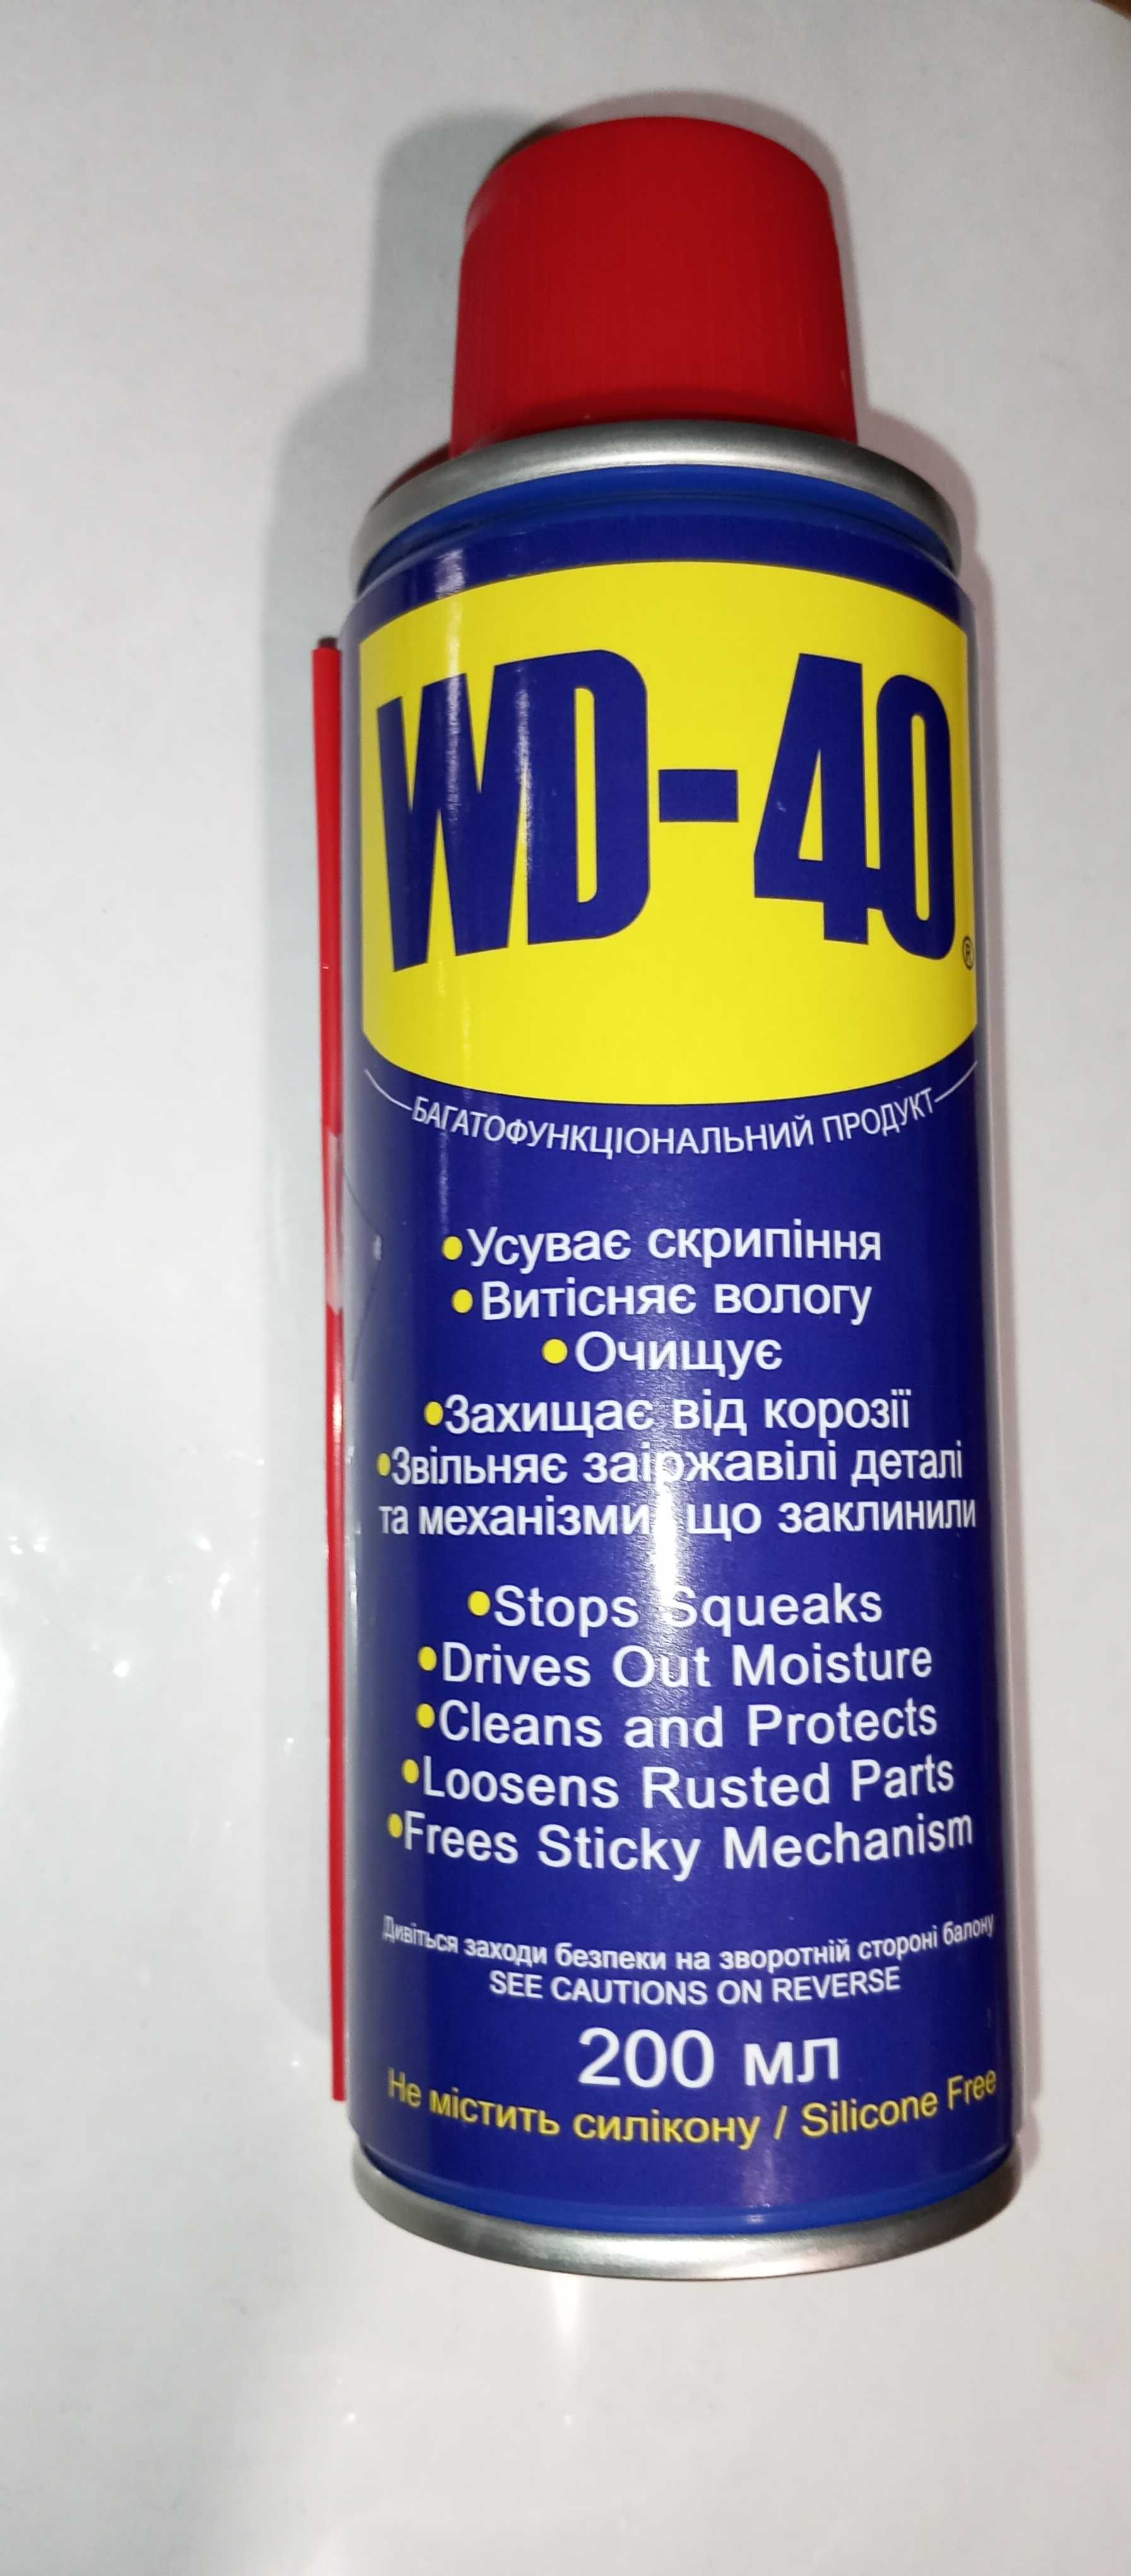 WD-40
®
БАГАТОФУНКЦІОНАЛЬНИЙ ПРОДУКТ
•Усуває скрипіння
•Витісняє вологу
•Очищує
•Захищає від корозії
•Звільняє заіржавілі деталі
та механізми, що заклинили
•Stops Squeaks
•Drives Out Moisture
•Cleans and Protects
•Loosens Rusted Parts
•Frees Sticky Mechanism
Дивіться заходи безпеки на зворотній стороні балону
SEE CAUTIONS ON REVERSE
200 мл
Не містить силікону / Silicone Free